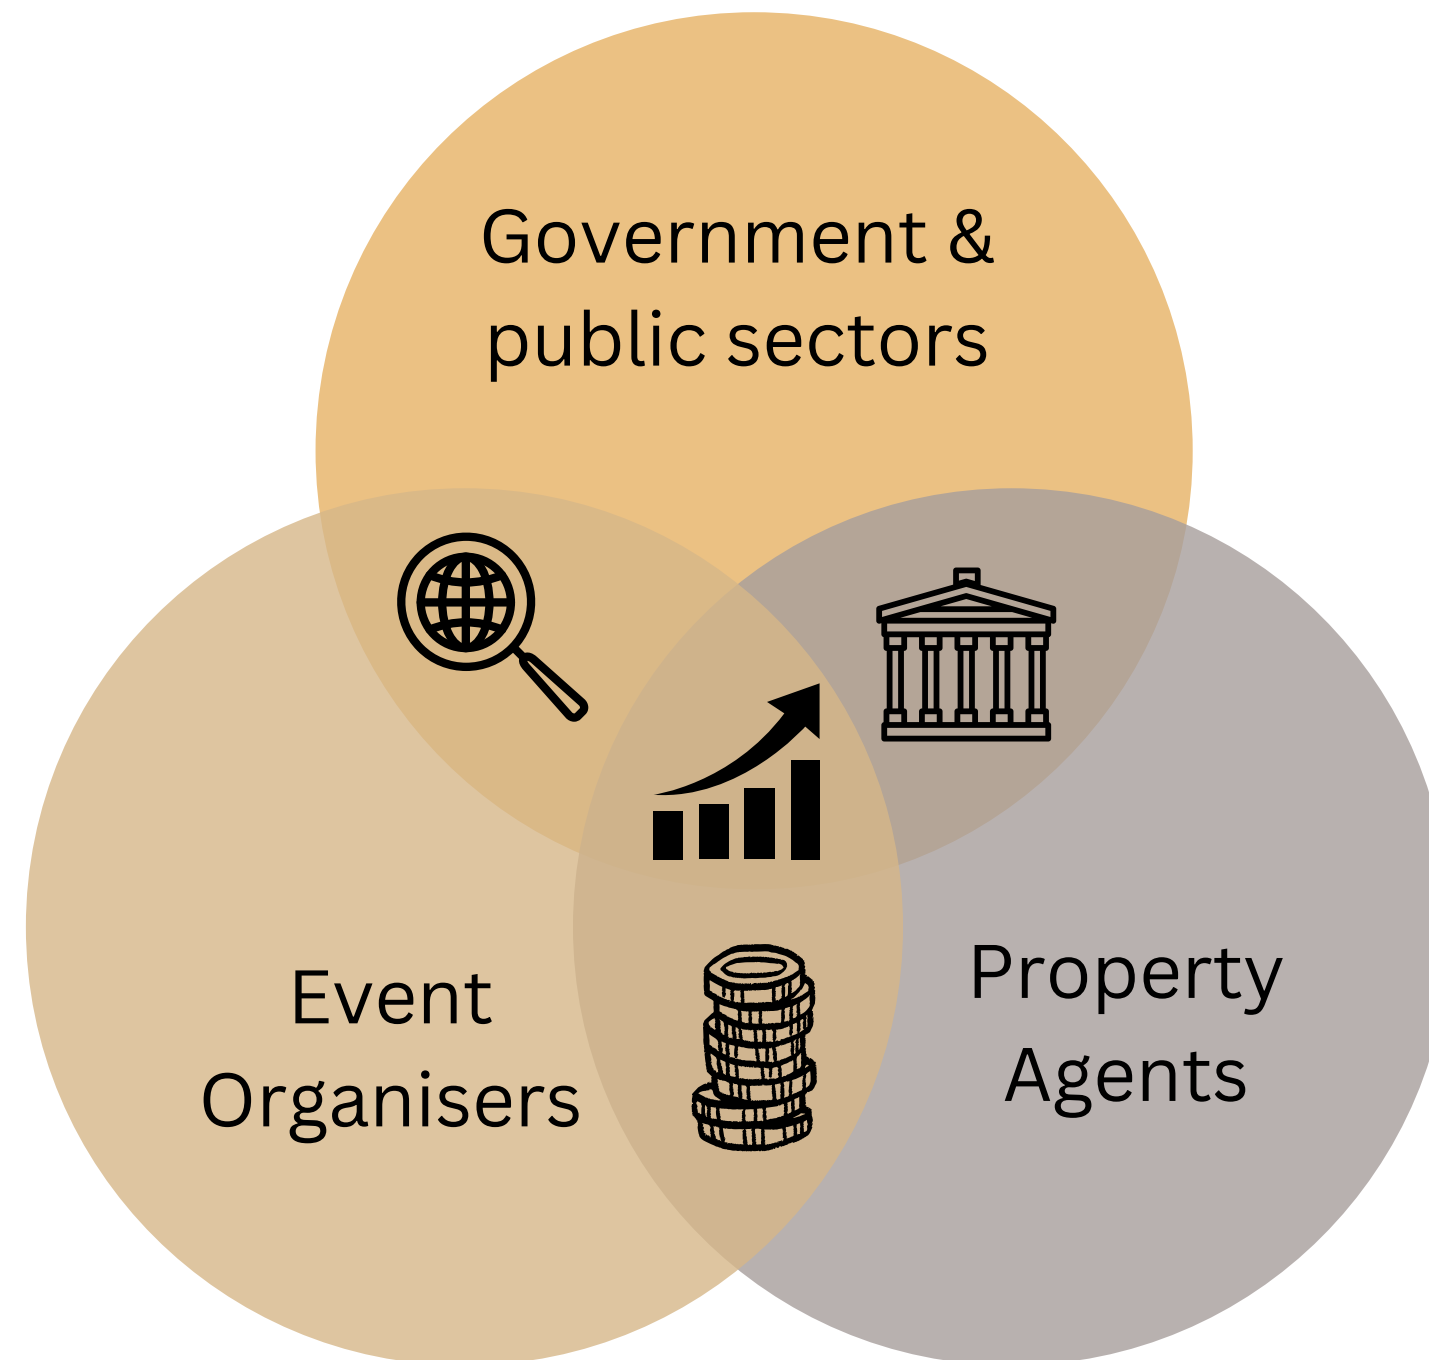 Government &
public sectors
Event
Organisers
Property
Agents